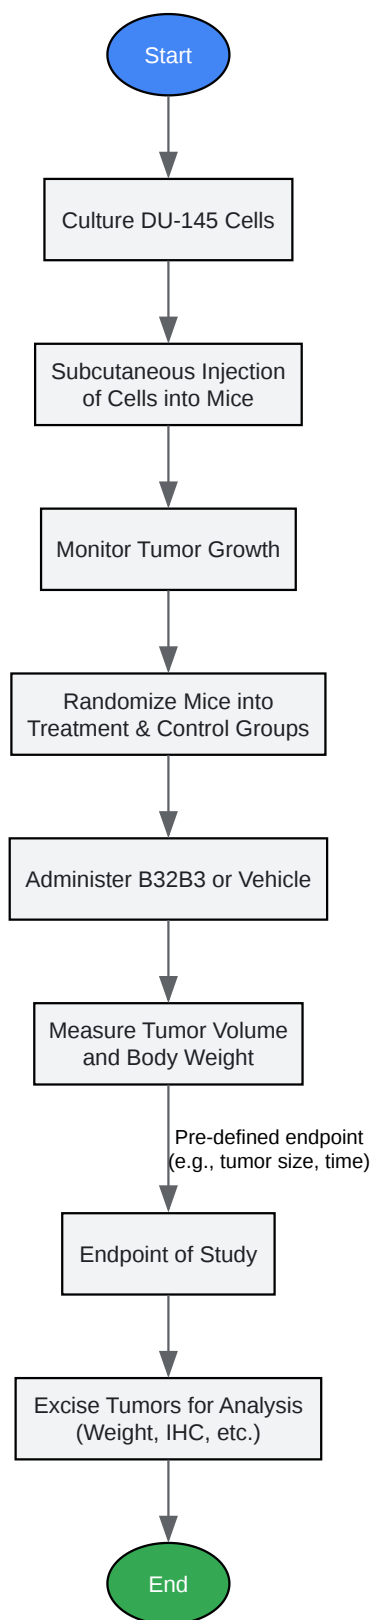 Start
Culture DU-145 Cells
Subcutaneous Injection
of Cells into Mice
Monitor Tumor Growth
Randomize Mice into
Treatment & Control Groups
Administer B32B3 or Vehicle
Measure Tumor Volume
and Body Weight
Pre-defined endpoint
(e.g., tumor size, time)
Endpoint of Study
Excise Tumors for Analysis
(Weight, IHC, etc.)
End